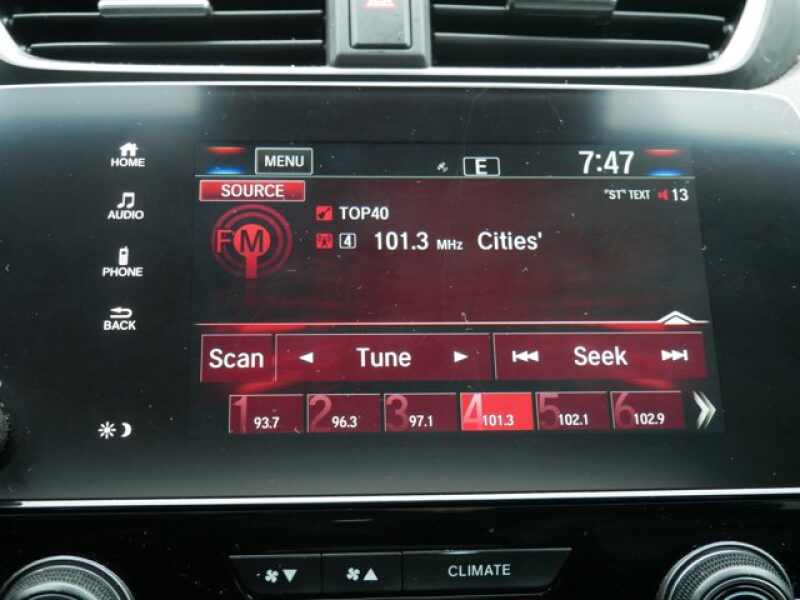 HOME
AUDIO
PHONE
BACK
MENU E 7:47
SOURCE "ST" TEXT 13
FM
TOP40
4 101.3 MHz Cities'
Scan Tune Seek
1 93.7 2 96.3 3 97.1 4 101.3 5 102.1 6 102.9
CLIMATE